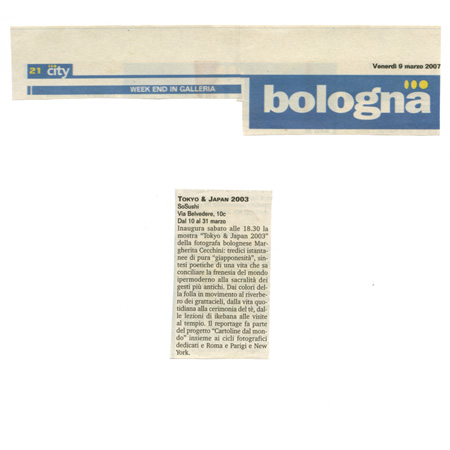 21 city
Venerdì 9 marzo 2007
WEEK END IN GALLERIA
bologna
TOKYO & JAPAN 2003
SoSushi
Via Belvedere, 10c
Dal 10 al 31 marzo
Inaugura sabato alle 18.30 la
mostra "Tokyo & Japan 2003"
della fotografa bolognese Mar-
gherita Cecchini: tredici istanta-
nee di pura "giapponesità", sin-
tesi poetiche di una vita che sa
conciliare la frenesia del mondo
ipermoderno alla sacralità dei
gesti più antichi. Dai colori del-
la folla in movimento al riverbe-
ro dei grattacieli, dalla vita quo-
tidiana alla cerimonia del tè, dal-
le lezioni di ikebana alle visite
al tempio. Il reportage fa parte
del progetto "Cartoline dal mon-
do" insieme ai cicli fotografici
dedicati e Roma e Parigi e New
York.